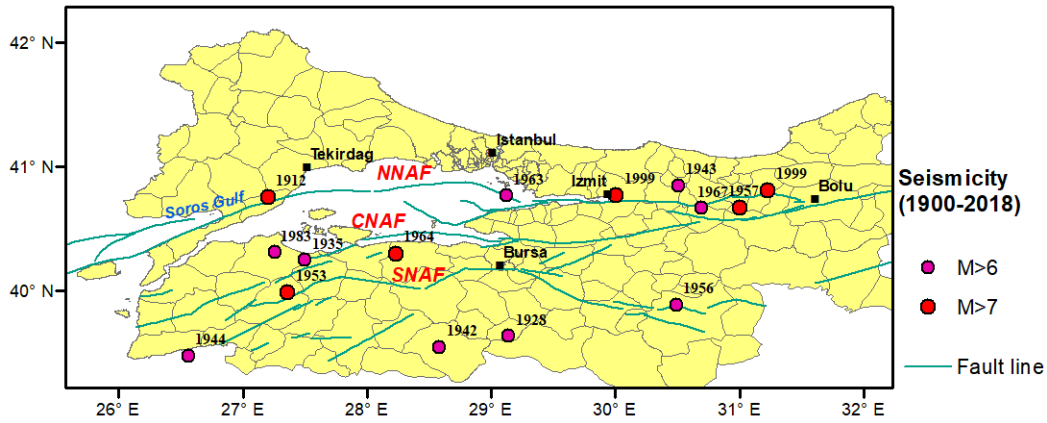 42° N
41° N
40° N
26° E
27° E
28° E
29° E
30° E
31° E
32° E
Istanbul
Tekirdag
NNAF
1912
Soros Gulf
1963
Izmit
1999
1943
1967
1957
1999
Bolu
CNAF
1983
1935
1964
SNAF
Bursa
1953
1956
1944
1942
1928
Seismicity
(1900-2018)
M>6
M>7
Fault line